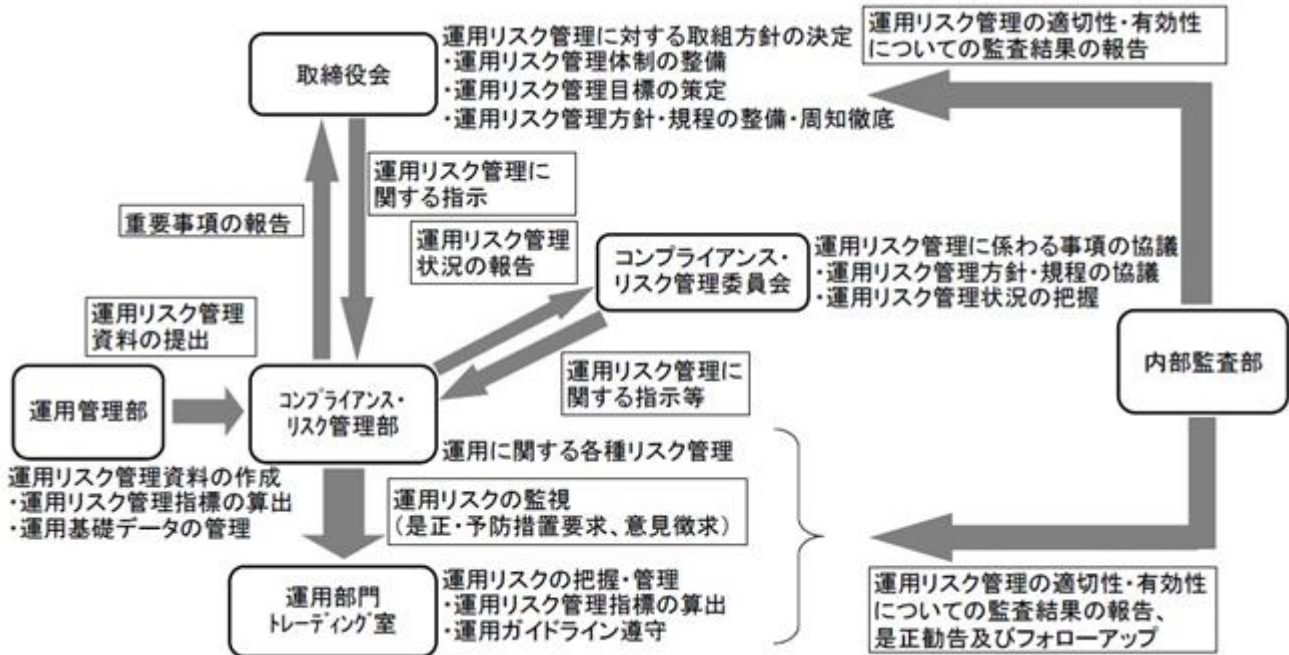 取締役会
運用リスク管理に対する取組方針の決定
・運用リスク管理体制の整備
・運用リスク管理目標の策定
・運用リスク管理方針・規程の整備・周知徹底
運用リスク管理の適切性・有効性
についての監査結果の報告
運用リスク管理に
関する指示
重要事項の報告
運用リスク管理
状況の報告
コンプライアンス・
リスク管理委員会
運用リスク管理に係わる事項の協議
・運用リスク管理方針・規程の協議
・運用リスク管理状況の把握
運用リスク管理
資料の提出
内部監査部
運用管理部
コンプライアンス・
リスク管理部
運用リスク管理に
関する指示等
運用に関する各種リスク管理
運用リスク管理資料の作成
・運用リスク管理指標の算出
・運用基礎データの管理
運用リスクの監視
(是正・予防措置要求、意見徴求)
運用部門
トレーディング室
運用リスクの把握・管理
・運用リスク管理指標の算出
・運用ガイドライン遵守
運用リスク管理の適切性・有効性
についての監査結果の報告、
是正勧告及びフォローアップ